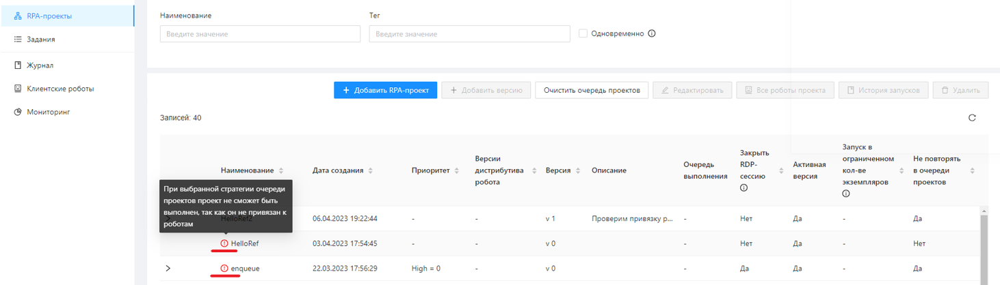 RPA-проекты
Задания
Журнал
Клиентские роботы
Мониторинг
Наименование
Тег
Введите значение
Введите значение
Одновременно
+ Добавить RPA-проект
+ Добавить версию
Очистить очередь проектов
Редактировать
Все роботы проекта
История запусков
Удалить
Записей: 40
Наименование
Дата создания
Приоритет
Версии дистрибутива робота
Версия
Описание
Очередь выполнения
Закрыть RDP-сессию
Активная версия
Запуск в ограниченном кол-ве экземпляров
Не повторять в очереди проектов
При выбранной стратегии очереди
проектов проект не сможет быть
выполнен, так как он не привязан к
роботам
HelloRef2 06.04.2023 19:22:44 - - v 1 Проверим привязку р... - Нет Да - Да
HelloRef 03.04.2023 17:54:45 - - v 0 - Нет Да - Нет
enqueue 22.03.2023 17:56:29 High = 0 - v 0 - Да Да - Да